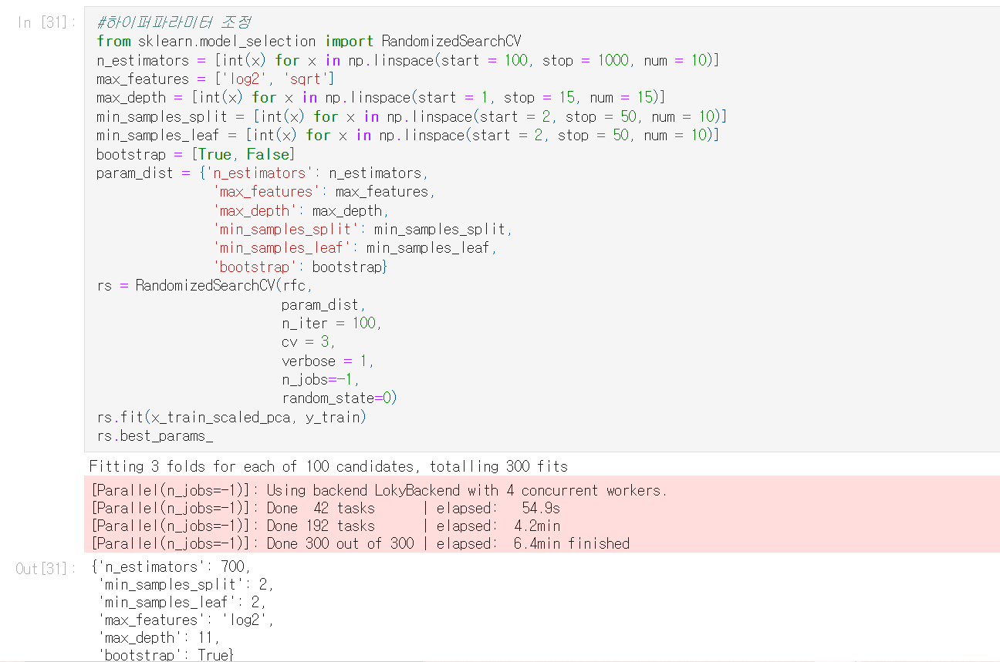 In [31]:
#하이퍼파라미터 조정
from sklearn.model_selection import RandomizedSearchCV
n_estimators = [int(x) for x in np.linspace(start = 100, stop = 1000, num = 10)]
max_features = ['log2', 'sqrt']
max_depth = [int(x) for x in np.linspace(start = 1, stop = 15, num = 15)]
min_samples_split = [int(x) for x in np.linspace(start = 2, stop = 50, num = 10)]
min_samples_leaf = [int(x) for x in np.linspace(start = 2, stop = 50, num = 10)]
bootstrap = [True, False]
param_dist = {'n_estimators': n_estimators,
'max_features': max_features,
'max_depth': max_depth,
'min_samples_split': min_samples_split,
'min_samples_leaf': min_samples_leaf,
'bootstrap': bootstrap}
rs = RandomizedSearchCV(rfc,
param_dist,
n_iter = 100,
cv = 3,
verbose = 1,
n_jobs=-1,
random_state=0)
rs.fit(x_train_scaled_pca, y_train)
rs.best_params_
Fitting 3 folds for each of 100 candidates, totalling 300 fits
[Parallel(n_jobs=-1)]: Using backend LokyBackend with 4 concurrent workers.
[Parallel(n_jobs=-1)]: Done  42 tasks      | elapsed:   54.9s
[Parallel(n_jobs=-1)]: Done 192 tasks      | elapsed:  4.2min
[Parallel(n_jobs=-1)]: Done 300 out of 300 | elapsed:  6.4min finished
Out[31]:
{'n_estimators': 700,
'min_samples_split': 2,
'min_samples_leaf': 2,
'max_features': 'log2',
'max_depth': 11,
'bootstrap': True}